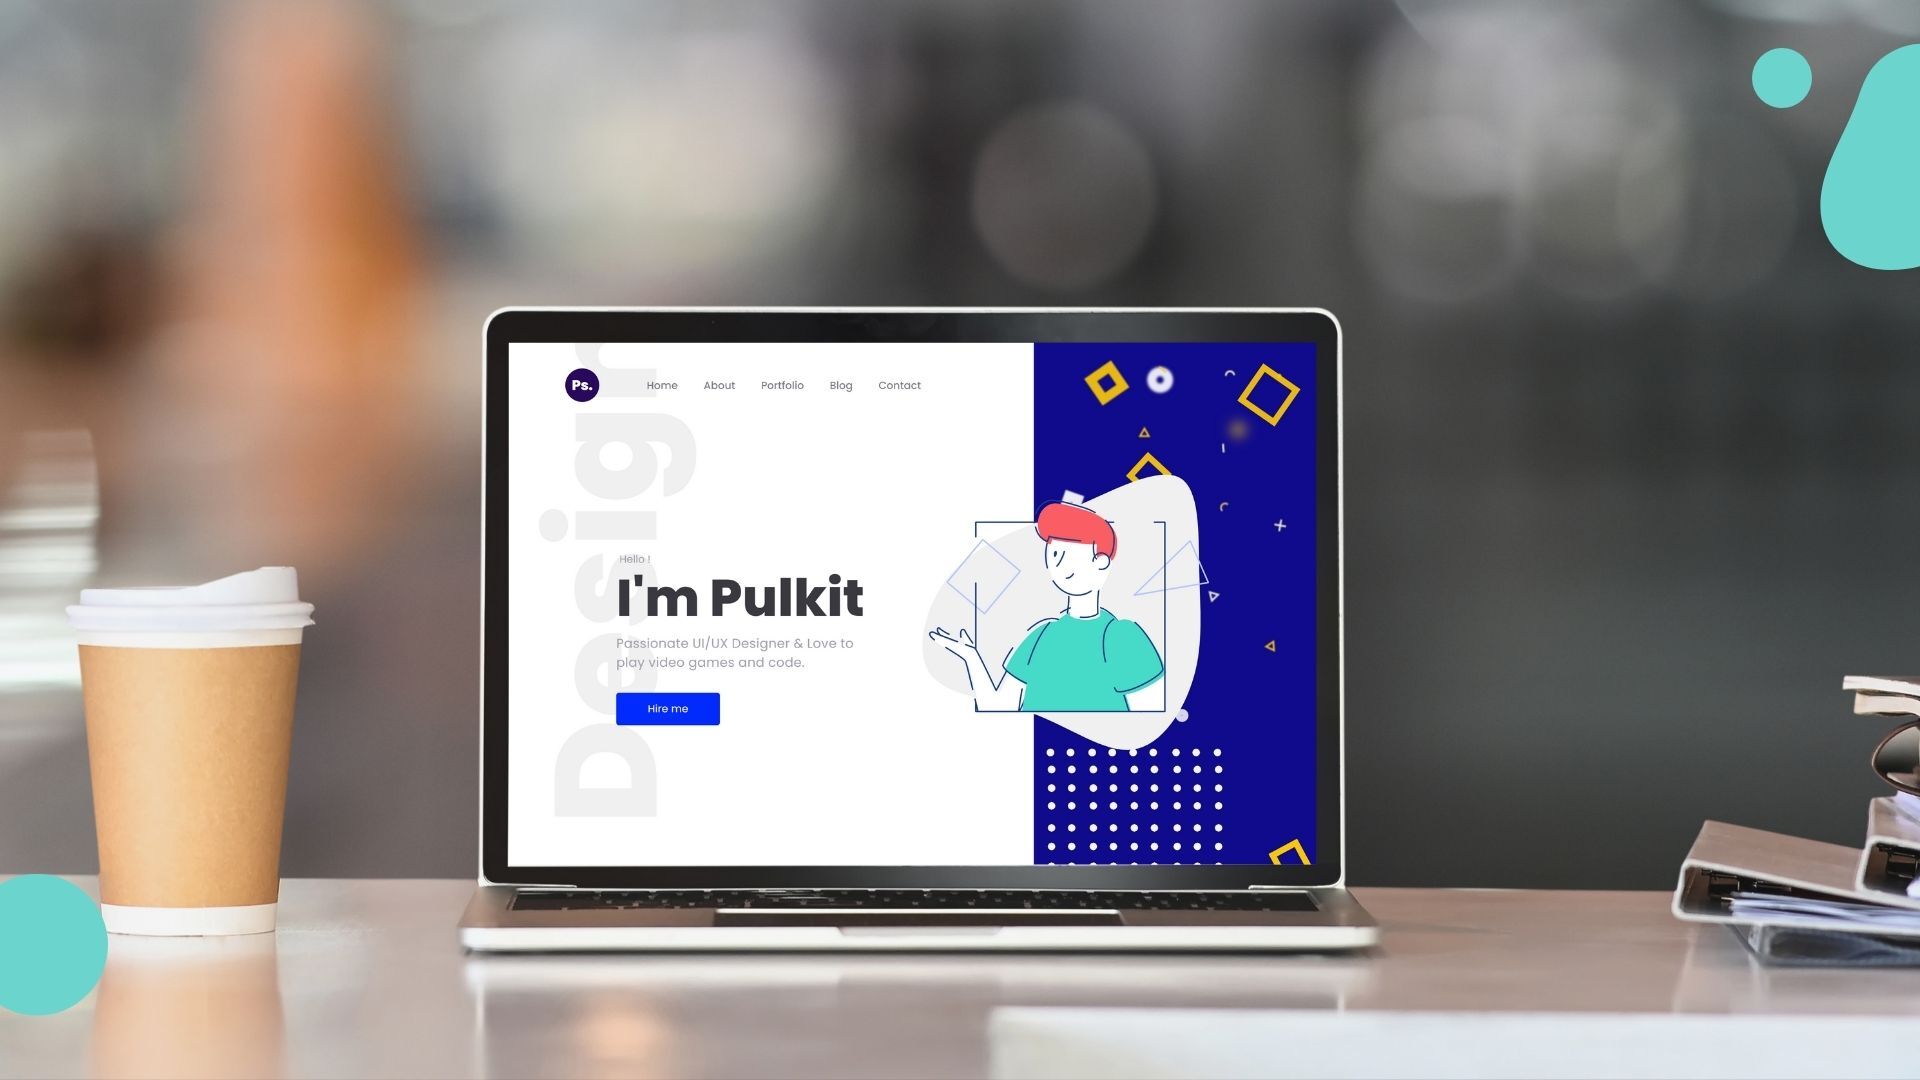 Ps.
Home About Portfolio Blog Contact
Design
Hello !
I'm Pulkit
Passionate UI/UX Designer & Love to
play video games and code.
Hire me